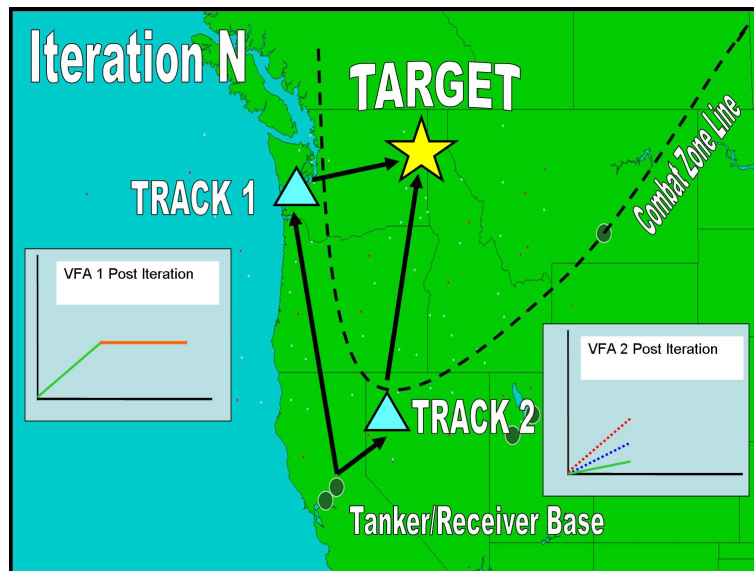 Iteration N
TARGET
Combat Zone Line
TRACK 1
VFA 1 Post Iteration
VFA 2 Post Iteration
TRACK 2
Tanker/Receiver Base